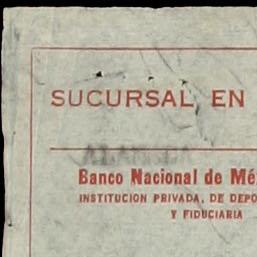 SUCURSAL EN
Banco Nacional de Mé
INSTITUCION PRIVADA, DE DEPO
Y FIDUCIARIA